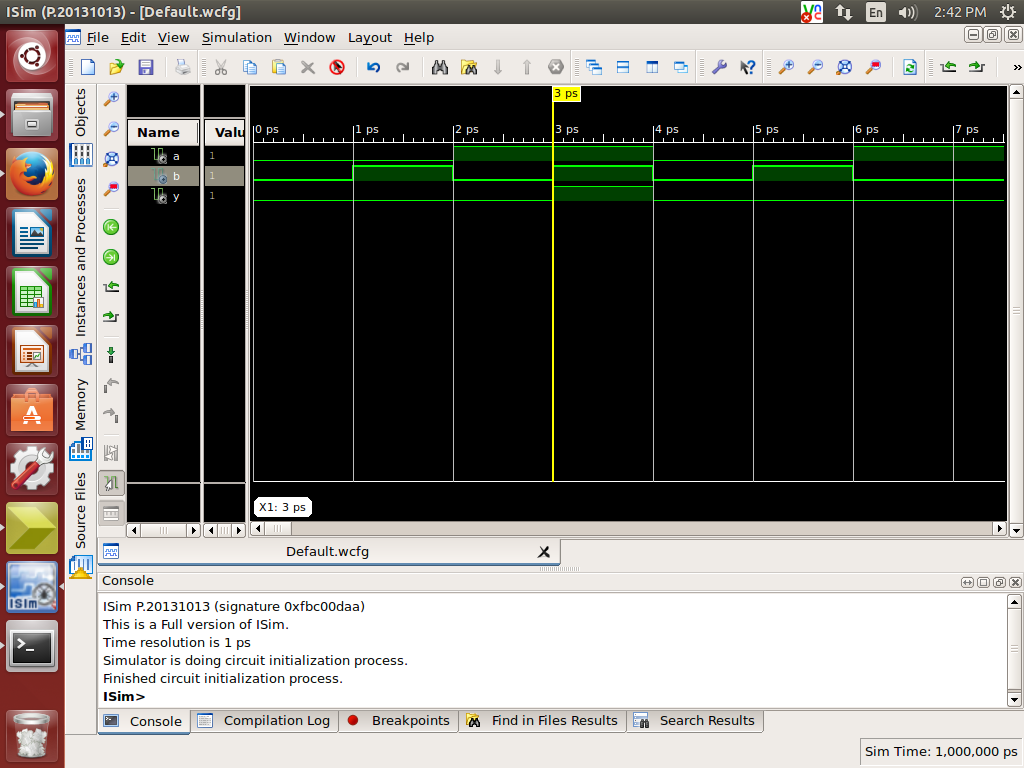 ISim (P.20131013) - [Default.wcfg]
En
2:42 PM
File Edit View Simulation Window Layout Help
»
Objects
Instances and Processes
Memory
Source Files
Name
Valu
a 1
b 1
y 1
3 ps
0 ps 1 ps 2 ps 3 ps 4 ps 5 ps 6 ps 7 ps
X1: 3 ps
Default.wcfg
Console
ISim P.20131013 (signature 0xfbc00daa)
This is a Full version of ISim.
Time resolution is 1 ps
Simulator is doing circuit initialization process.
Finished circuit initialization process.
ISim>
Console Compilation Log Breakpoints Find in Files Results Search Results
Sim Time: 1,000,000 ps
ISim